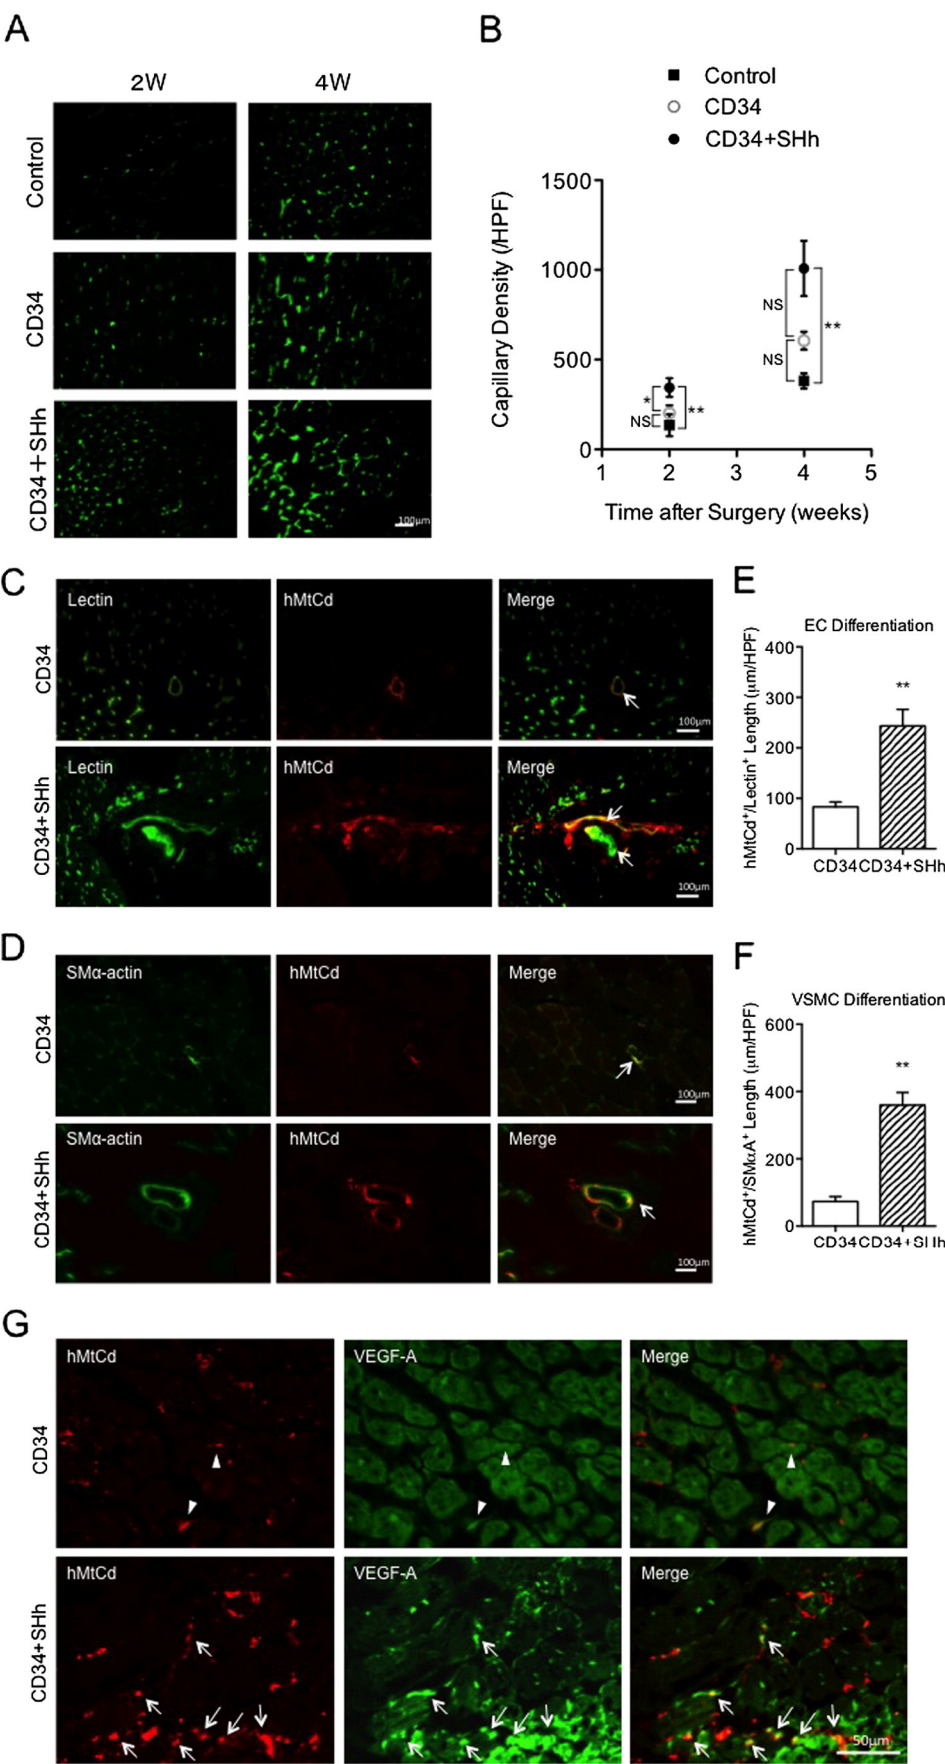 A
2W
4W
Control
CD34
CD34+SHh
100μm
B
Control
CD34
CD34+SHh
Capillary Density (/HPF)
1500
1000
500
0
NS
NS
**
*
NS
**
1
2
3
4
5
Time after Surgery (weeks)
C
CD34
Lectin
hMtCd
Merge
100μm
CD34+SHh
Lectin
hMtCd
Merge
100μm
E
EC Differentiation
hMtCd⁺/Lectin⁺ Length (μm/HPF)
400
300
200
100
0
**
CD34 CD34+SHh
D
CD34
SMα-actin
hMtCd
Merge
100μm
CD34+SHh
SMα-actin
hMtCd
Merge
100μm
F
VSMC Differentiation
hMtCd⁺/SMαA⁺ Length (μm/HPF)
600
400
200
0
**
CD34 CD34+SHh
G
CD34
hMtCd
VEGF-A
Merge
CD34+SHh
hMtCd
VEGF-A
Merge
50μm